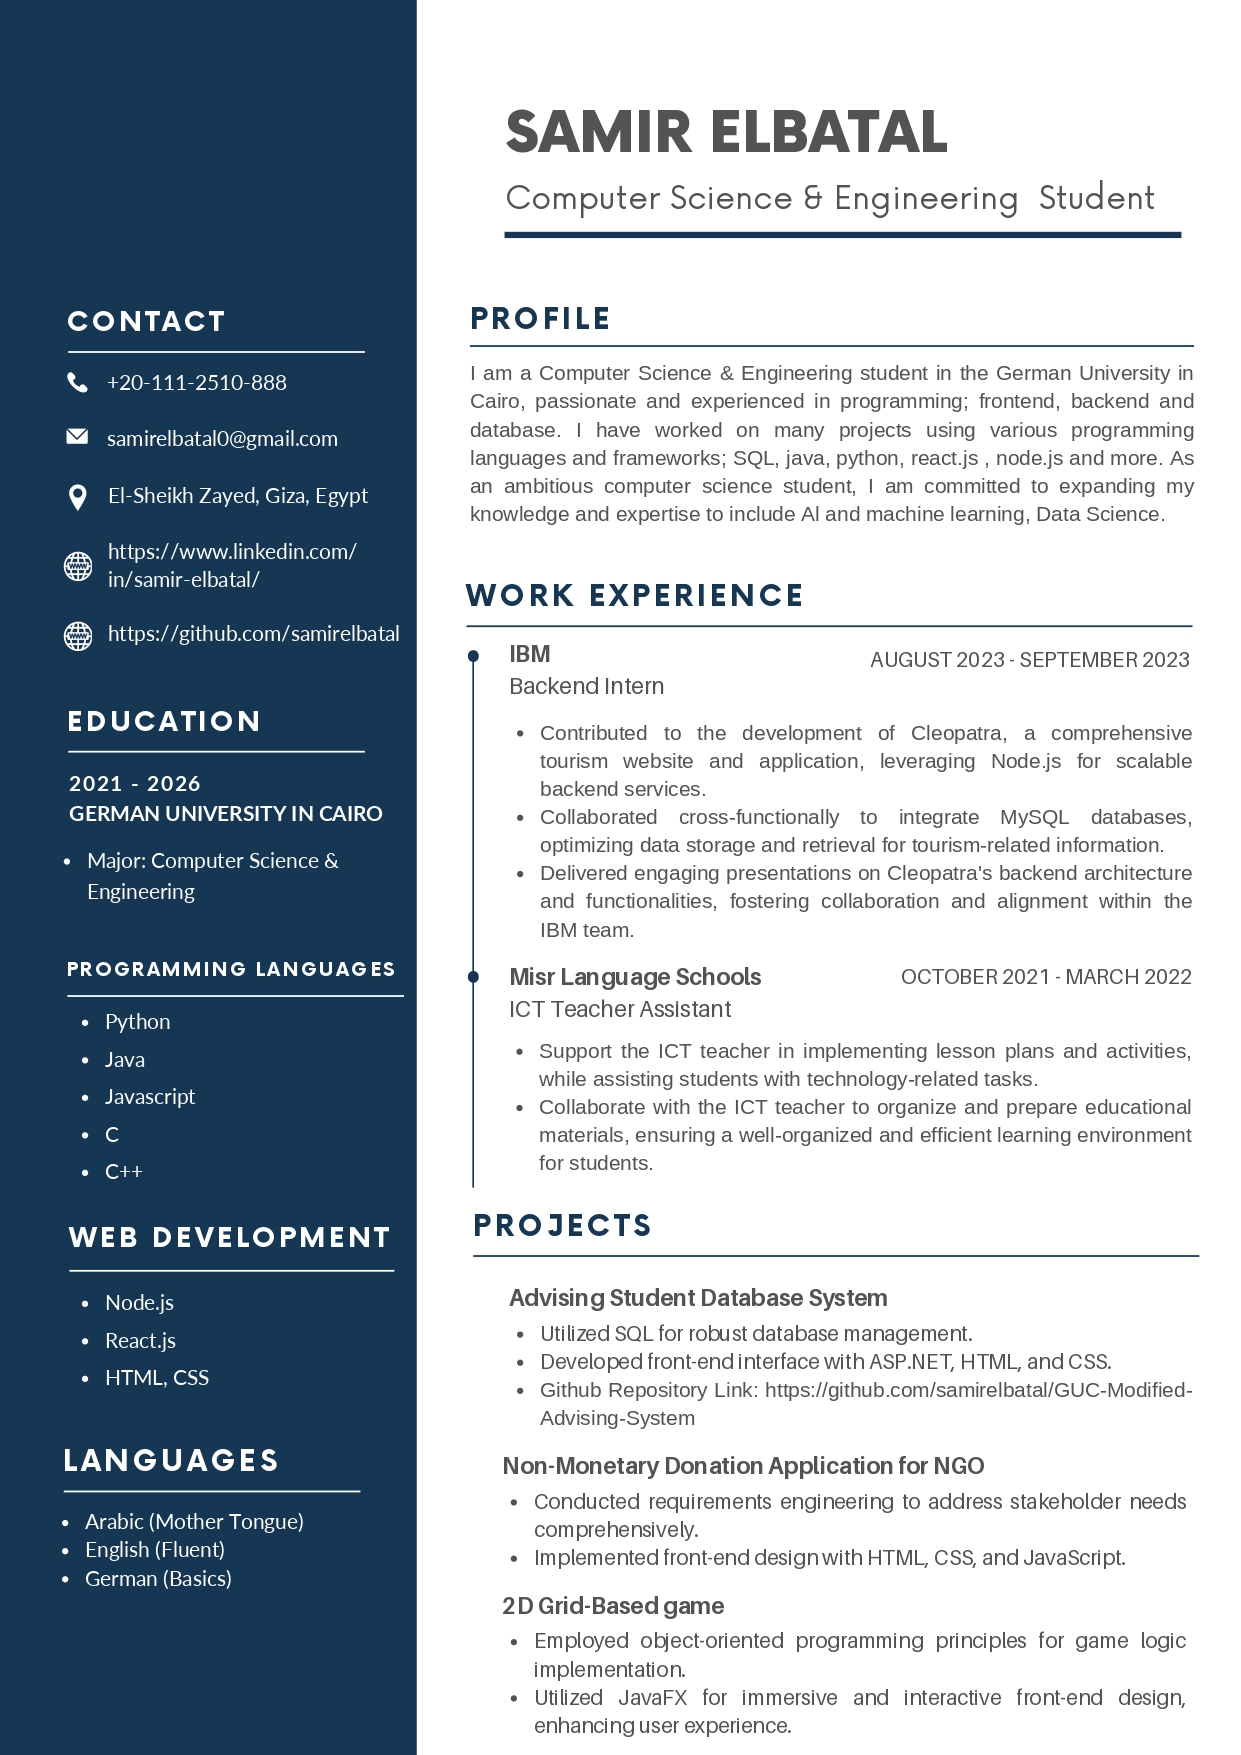 SAMIR ELBATAL
Computer Science & Engineering Student
CONTACT
+20-111-2510-888
samirelbatal0@gmail.com
El-Sheikh Zayed, Giza, Egypt
https://www.linkedin.com/
in/samir-elbatal/
https://github.com/samirelbatal
EDUCATION
2021 - 2026
GERMAN UNIVERSITY IN CAIRO
• Major: Computer Science &
Engineering
PROGRAMMING LANGUAGES
• Python
• Java
• Javascript
• C
• C++
WEB DEVELOPMENT
• Node.js
• React.js
• HTML, CSS
LANGUAGES
• Arabic (Mother Tongue)
• English (Fluent)
• German (Basics)
PROFILE
I am a Computer Science & Engineering student in the German University in
Cairo, passionate and experienced in programming; frontend, backend and
database. I have worked on many projects using various programming
languages and frameworks; SQL, java, python, react.js , node.js and more. As
an ambitious computer science student, I am committed to expanding my
knowledge and expertise to include Al and machine learning, Data Science.
WORK EXPERIENCE
IBM
AUGUST 2023 - SEPTEMBER 2023
Backend Intern
• Contributed to the development of Cleopatra, a comprehensive
tourism website and application, leveraging Node.js for scalable
backend services.
• Collaborated cross-functionally to integrate MySQL databases,
optimizing data storage and retrieval for tourism-related information.
• Delivered engaging presentations on Cleopatra's backend architecture
and functionalities, fostering collaboration and alignment within the
IBM team.
Misr Language Schools
OCTOBER 2021 - MARCH 2022
ICT Teacher Assistant
• Support the ICT teacher in implementing lesson plans and activities,
while assisting students with technology-related tasks.
• Collaborate with the ICT teacher to organize and prepare educational
materials, ensuring a well-organized and efficient learning environment
for students.
PROJECTS
Advising Student Database System
• Utilized SQL for robust database management.
• Developed front-end interface with ASP.NET, HTML, and CSS.
• Github Repository Link: https://github.com/samirelbatal/GUC-Modified-
Advising-System
Non-Monetary Donation Application for NGO
• Conducted requirements engineering to address stakeholder needs
comprehensively.
• Implemented front-end design with HTML, CSS, and JavaScript.
2D Grid-Based game
• Employed object-oriented programming principles for game logic
implementation.
• Utilized JavaFX for immersive and interactive front-end design,
enhancing user experience.